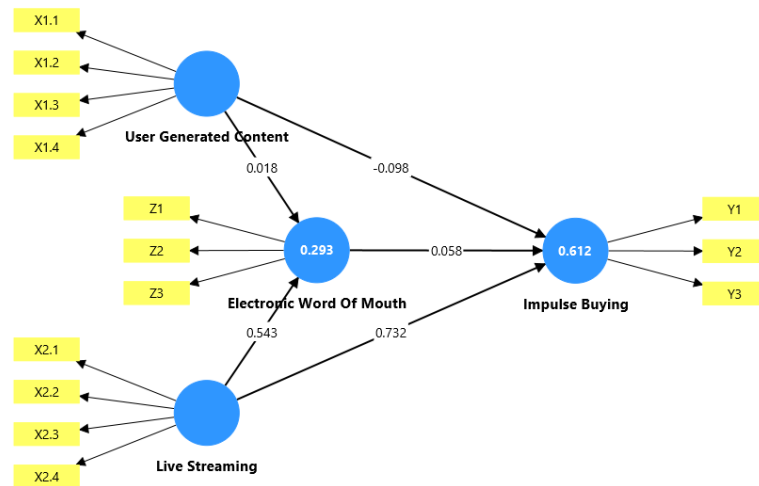 X1.1
X1.2
X1.3
X1.4
User Generated Content
0.018
-0.098
Z1
Z2
Z3
0.293
Electronic Word Of Mouth
0.058
0.612
Impulse Buying
Y1
Y2
Y3
0.543
0.732
X2.1
X2.2
X2.3
X2.4
Live Streaming